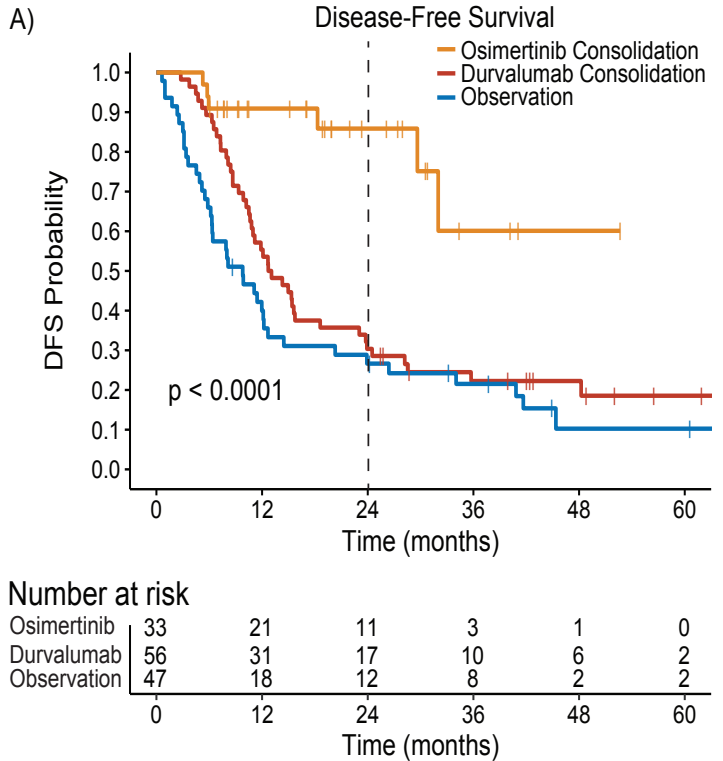 A)
Disease-Free Survival
Osimertinib Consolidation
Durvalumab Consolidation
Observation
1.0
0.9
0.8
0.7
0.6
0.5
0.4
0.3
0.2
0.1
0.0
DFS Probability
p < 0.0001
0 12 24 36 48 60
Time (months)
Number at risk
Osimertinib 33 21 11 3 1 0
Durvalumab 56 31 17 10 6 2
Observation 47 18 12 8 2 2
0 12 24 36 48 60
Time (months)